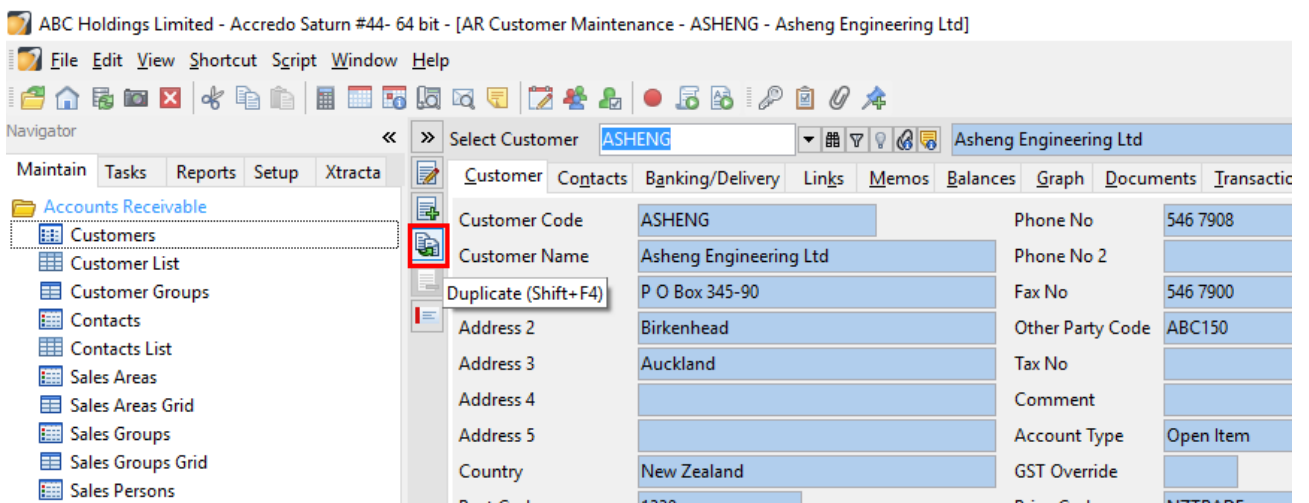 ABC Holdings Limited - Accredo Saturn #44- 64 bit - [AR Customer Maintenance - ASHENG - Asheng Engineering Ltd]
File Edit View Shortcut Script Window Help
Navigator
Maintain Tasks Reports Setup Xtracta
Accounts Receivable
Customers
Customer List
Customer Groups
Contacts
Contacts List
Sales Areas
Sales Areas Grid
Sales Groups
Sales Groups Grid
Sales Persons
Select Customer ASHENG Asheng Engineering Ltd
Customer Contacts Banking/Delivery Links Memos Balances Graph Documents Transactio
Customer Code ASHENG Phone No 546 7908
Customer Name Asheng Engineering Ltd Phone No 2
Duplicate (Shift+F4) P O Box 345-90 Fax No 546 7900
Address 2 Birkenhead Other Party Code ABC150
Address 3 Auckland Tax No
Address 4 Comment
Address 5 Account Type Open Item
Country New Zealand GST Override